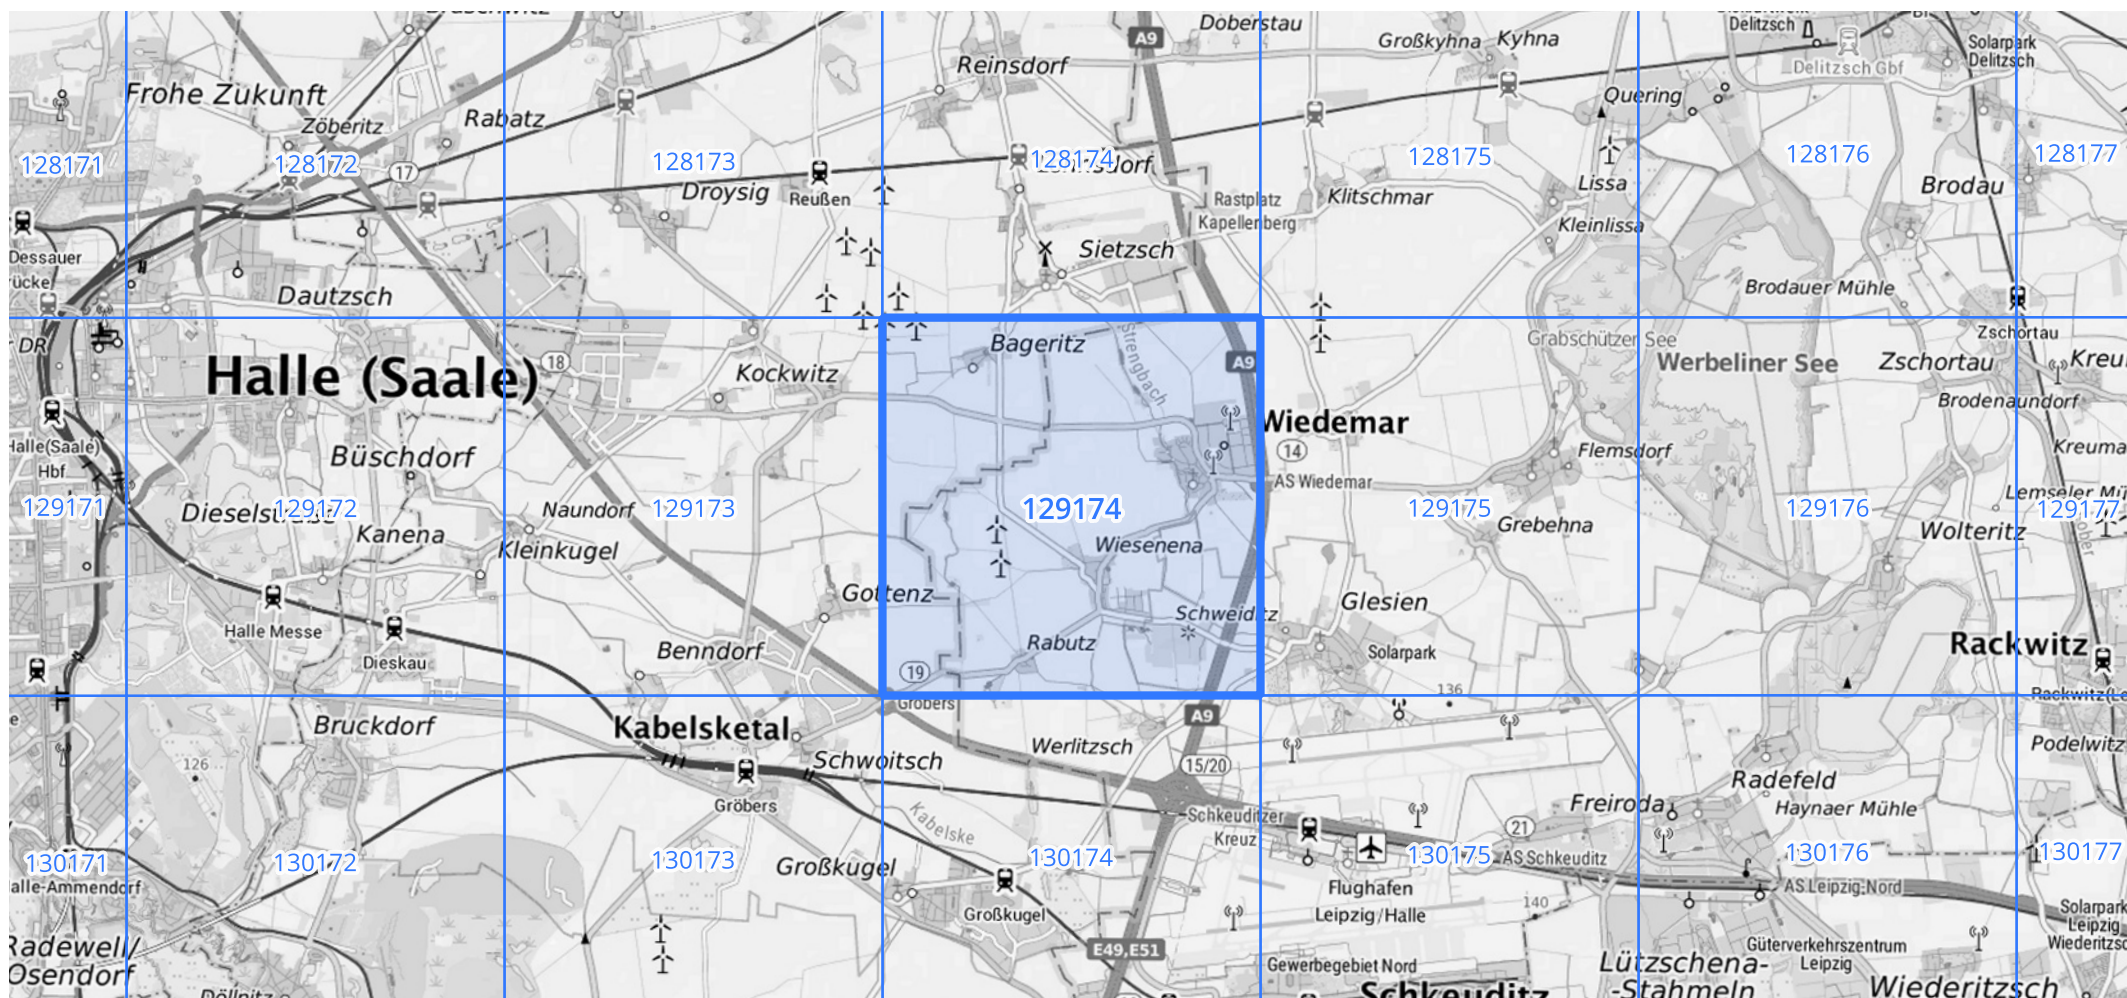 Delitzsch
Doberstau
Großkyhna
Kyhna
Solarpark
Delitzsch
A9
Reinsdorf
Delitzsch Gbf
Frohe Zukunft
Quering
Rabatz
Zöberitz
128171
128172
17
128173
128174
128175
128176
128177
Droysig
Reußen
Rastplatz
Kapellenberg
Klitschmar
Lissa
Brodau
Kleinlissa
Dessauer
Sietzsch
Dautzsch
Brodauer Mühle
Zschortau
DR
Bageritz
Strengbach
Grabschützer See
Halle (Saale)
18
Kockwitz
A9
Werbeliner See
Zschortau
Brodenaundorf
Wiedemar
Halle(Saale)
Hbf
Büschdorf
14
Flemsdorf
AS Wiedemar
129171
129172
Naundorf
129173
129174
129175
129176
129177
Kanena
Kleinkugel
Wiesenena
Grebehna
Wolteritz
Gottenz
Glesien
Halle Messe
Schweiditz
Dieskau
Benndorf
Rabutz
Solarpark
Rackwitz
19
136
Gröbers
Bruckdorf
Kabelsketal
A9
Werlitzsch
Schwoitsch
126
15/20
Radefeld
Gröbers
Kabelske
Schkeuditzer
Kreuz
Freiroda
Haynaer Mühle
21
130171
130172
130173
Großkugel
130174
130175
AS Schkeuditz
130176
130177
Flughafen
Leipzig/Halle
AS Leipzig-Nord
Großkugel
140
Solarpark
Leipzig
E49,E51
Radewell/
Osendorf
Gewerbegebiet Nord
Güterverkehrszentrum
Leipzig
Lützschena-
-Stahmeln
Wiederitzsch
Schkeuditz
Döllnitz